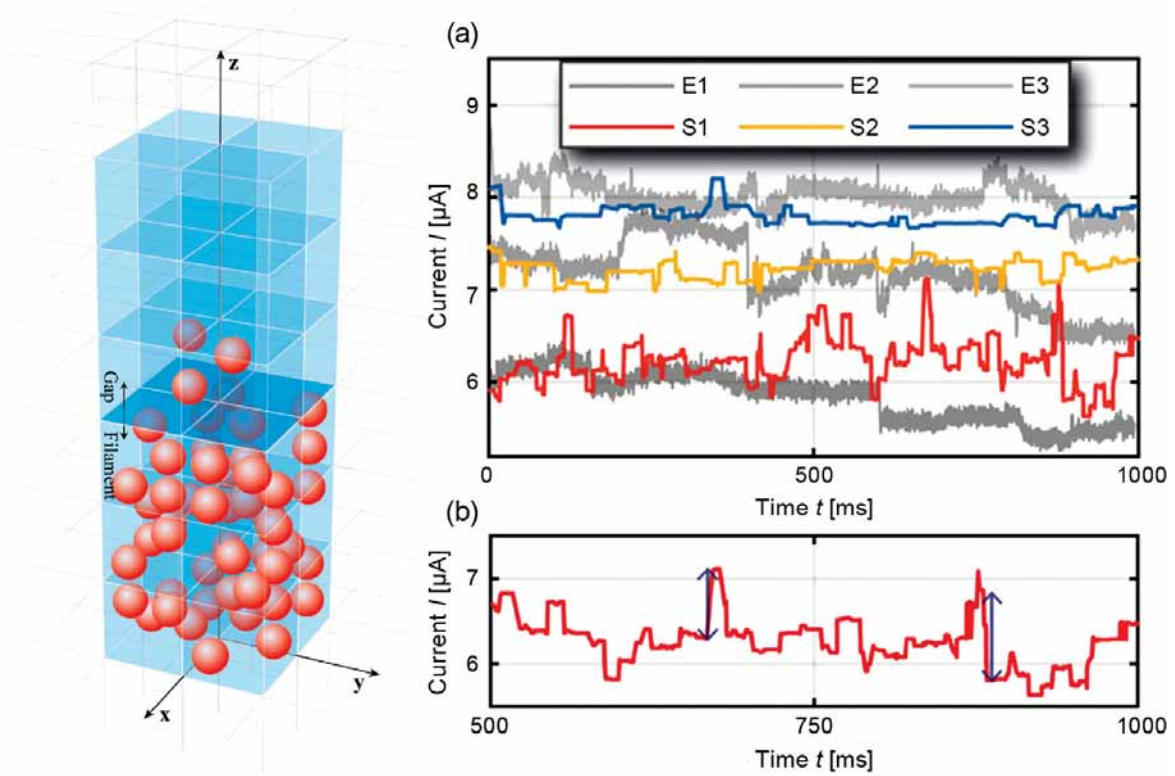 z
Gap
Filament
x
y
(a)
E1 E2 E3
S1 S2 S3
Current I [µA]
9
8
7
6
0 500 1000
Time t [ms]
(b)
Current I [µA]
7
6
500 750 1000
Time t [ms]